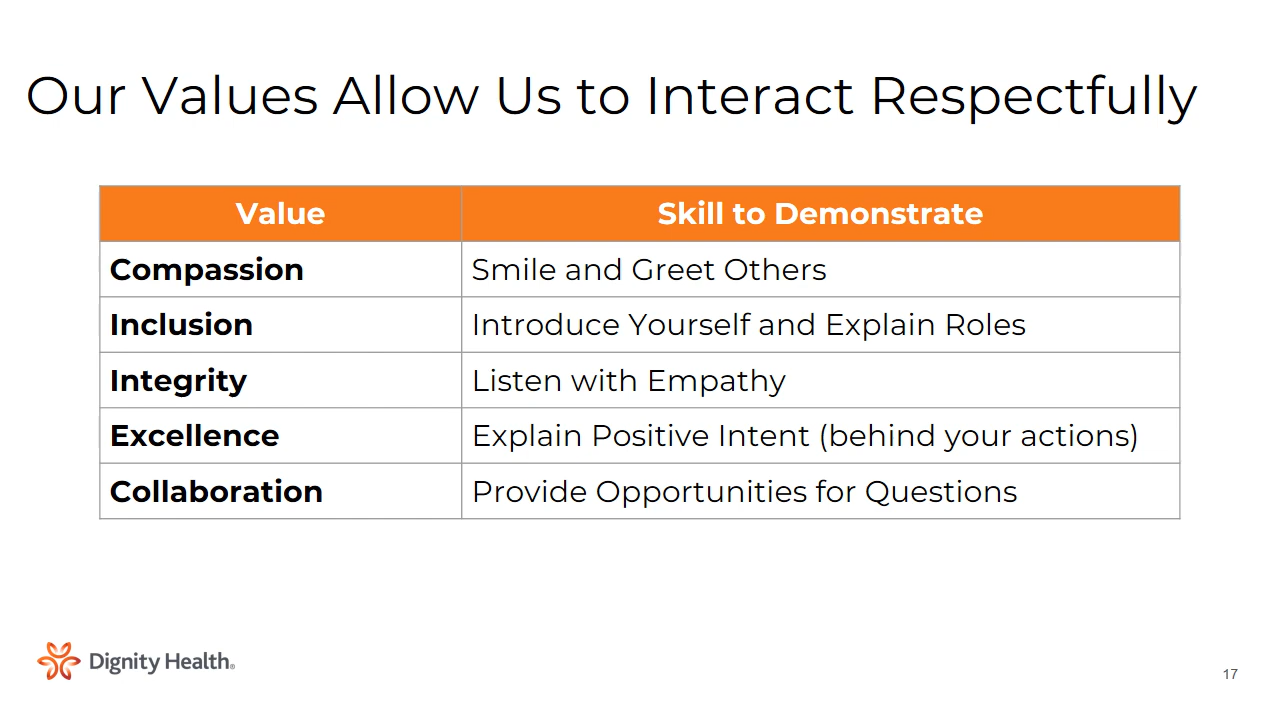 Our Values Allow Us to Interact Respectfully
Value Skill to Demonstrate
Compassion Smile and Greet Others
Inclusion Introduce Yourself and Explain Roles
Integrity Listen with Empathy
Excellence Explain Positive Intent (behind your actions)
Collaboration Provide Opportunities for Questions
Dignity Health®
17